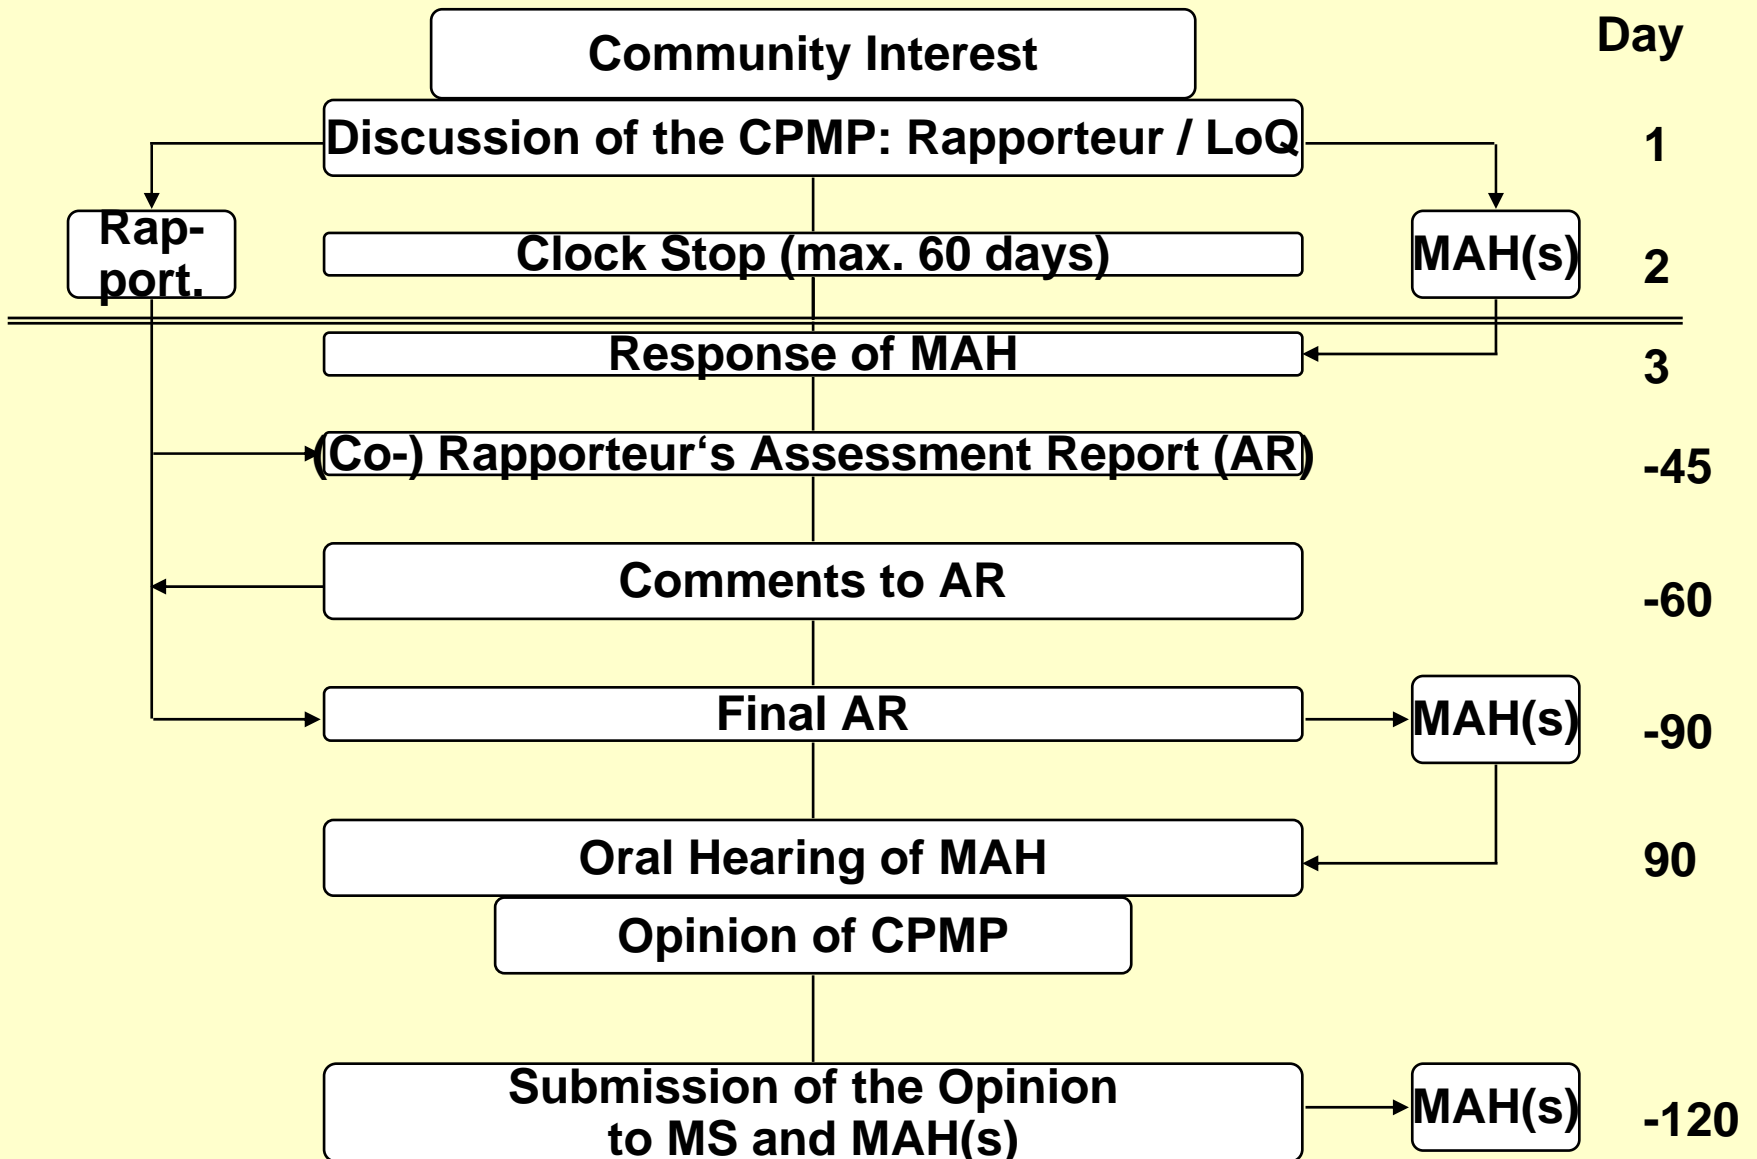 Community Interest
Day
Discussion of the CPMP: Rapporteur / LoQ
1
Rap-
port.
Clock Stop (max. 60 days)
MAH(s)
2
Response of MAH
3
(Co-) Rapporteur‘s Assessment Report (AR)
-45
Comments to AR
-60
Final AR
MAH(s)
-90
Oral Hearing of MAH
90
Opinion of CPMP
Submission of the Opinion
to MS and MAH(s)
MAH(s)
-120